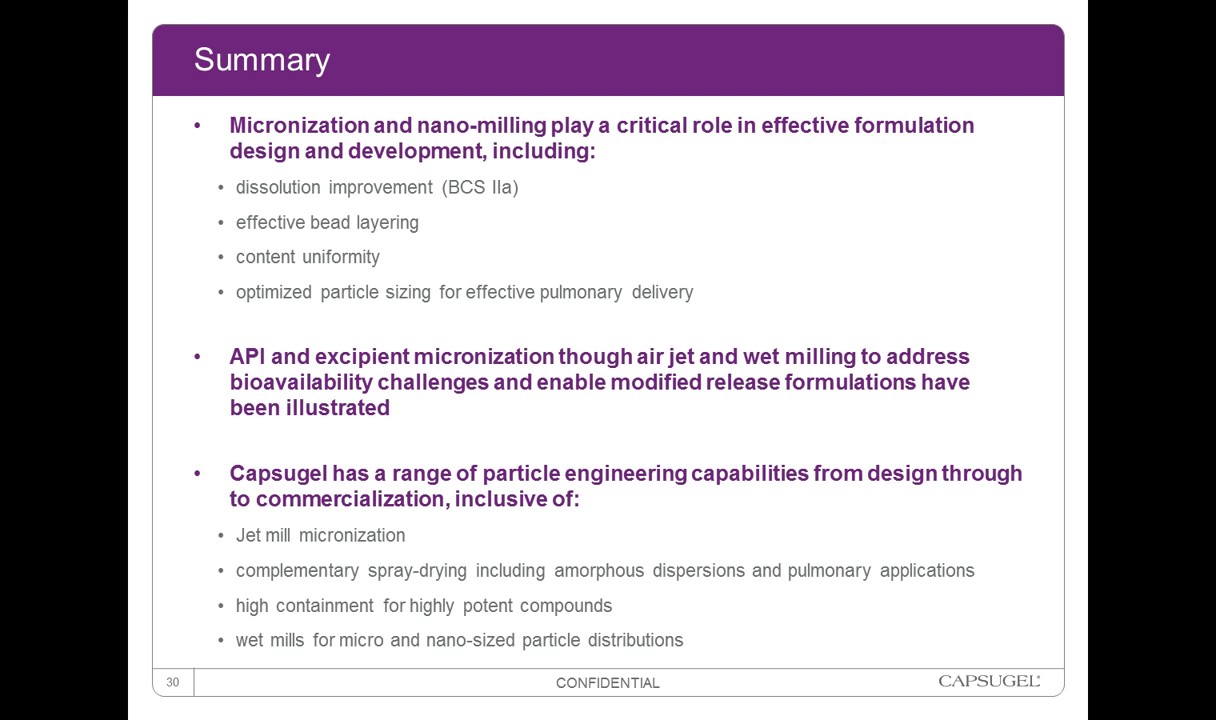 Summary
• Micronization and nano-milling play a critical role in effective formulation
design and development, including:
• dissolution improvement (BCS IIa)
• effective bead layering
• content uniformity
• optimized particle sizing for effective pulmonary delivery
• API and excipient micronization though air jet and wet milling to address
bioavailability challenges and enable modified release formulations have
been illustrated
• Capsugel has a range of particle engineering capabilities from design through
to commercialization, inclusive of:
• Jet mill micronization
• complementary spray-drying including amorphous dispersions and pulmonary applications
• high containment for highly potent compounds
• wet mills for micro and nano-sized particle distributions
30 CONFIDENTIAL CAPSUGEL®